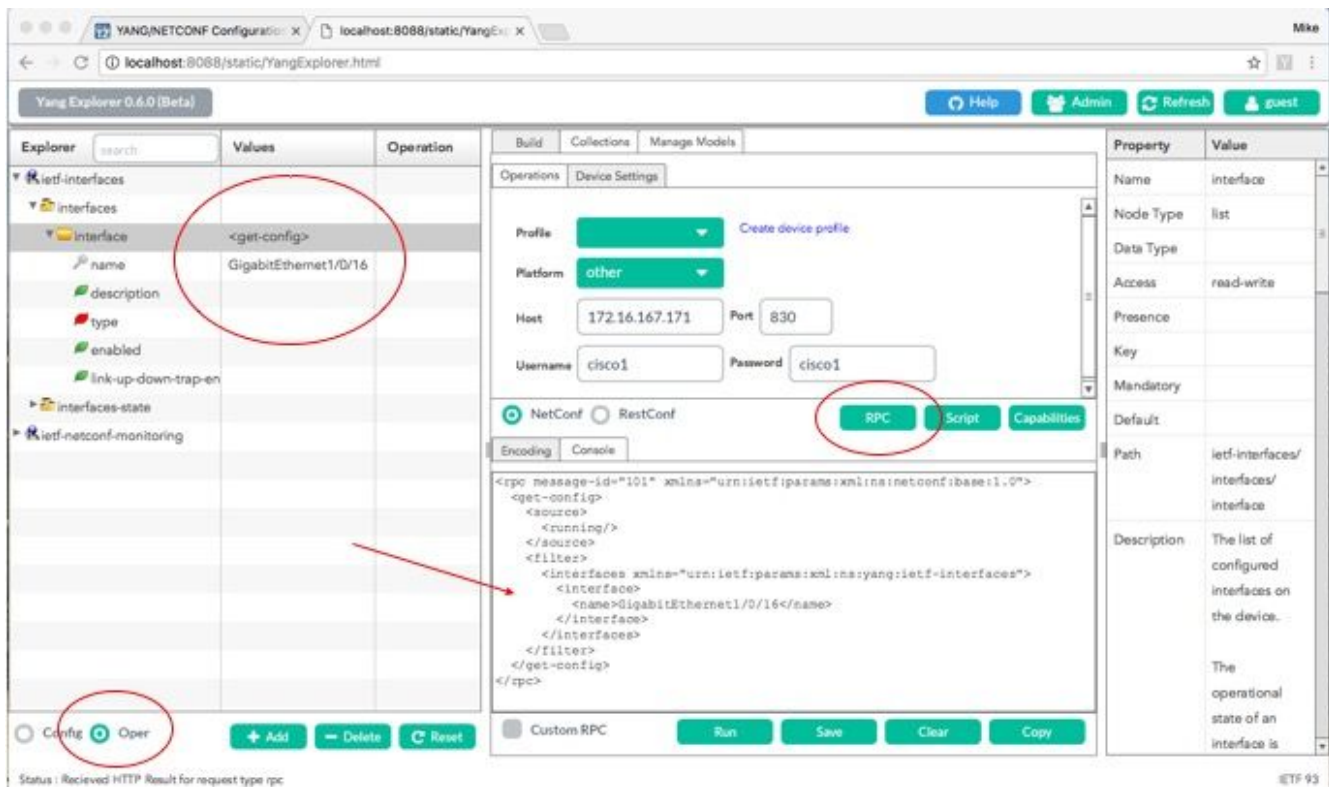 YANG/NETCONF Configuratio
localhost:8088/static/YangEx
Mike
localhost:8088/static/YangExplorer.html
Yang Explorer 0.6.0 (Beta)
Help
Admin
Refresh
guest
Explorer
search
Values
Operation
ietf-interfaces
interfaces
interface
<get-config>
name
GigabitEthernet1/0/16
description
type
enabled
link-up-down-trap-en
interfaces-state
ietf-netconf-monitoring
Config
Oper
+ Add
− Delete
Reset
Build
Collections
Manage Models
Operations
Device Settings
Profile
Create device profile
Platform
other
Host
172.16.167.171
Port
830
Username
cisco1
Password
cisco1
NetConf
RestConf
RPC
Script
Capabilities
Encoding
Console
<rpc message-id="101" xmlns="urn:ietf:params:xml:ns:netconf:base:1.0">
<get-config>
<source>
<running/>
</source>
<filter>
<interfaces xmlns="urn:ietf:params:xml:ns:yang:ietf-interfaces">
<interface>
<name>GigabitEthernet1/0/16</name>
</interface>
</interfaces>
</filter>
</get-config>
</rpc>
Custom RPC
Run
Save
Clear
Copy
Property
Value
Name
interface
Node Type
list
Data Type
Access
read-write
Presence
Key
Mandatory
Default
Path
ietf-interfaces/
interfaces/
interface
Description
The list of
configured
interfaces on
the device.
The
operational
state of an
interface is
Status : Recieved HTTP Result for request type rpc
IETF 93